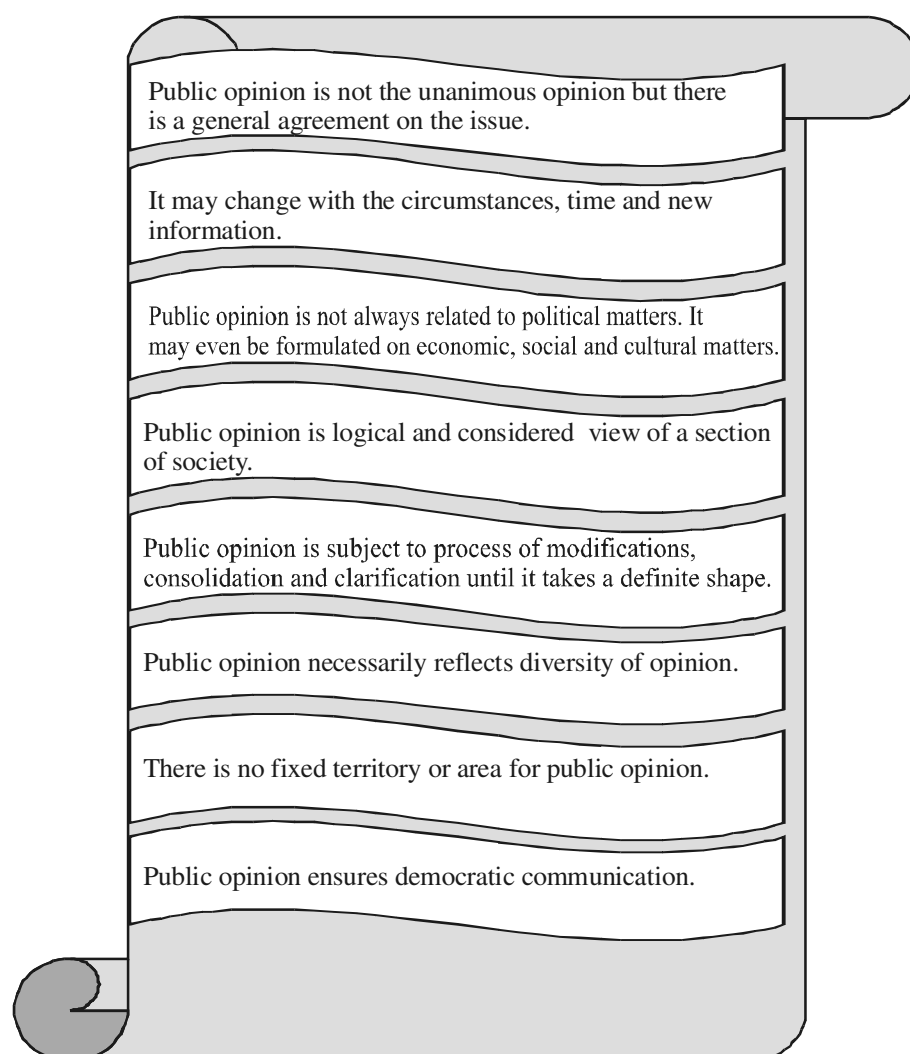 Public opinion is not the unanimous opinion but there
is a general agreement on the issue.
It may change with the circumstances, time and new
information.
Public opinion is not always related to political matters. It
may even be formulated on economic, social and cultural matters.
Public opinion is logical and considered view of a section
of society.
Public opinion is subject to process of modifications,
consolidation and clarification until it takes a definite shape.
Public opinion necessarily reflects diversity of opinion.
There is no fixed territory or area for public opinion.
Public opinion ensures democratic communication.